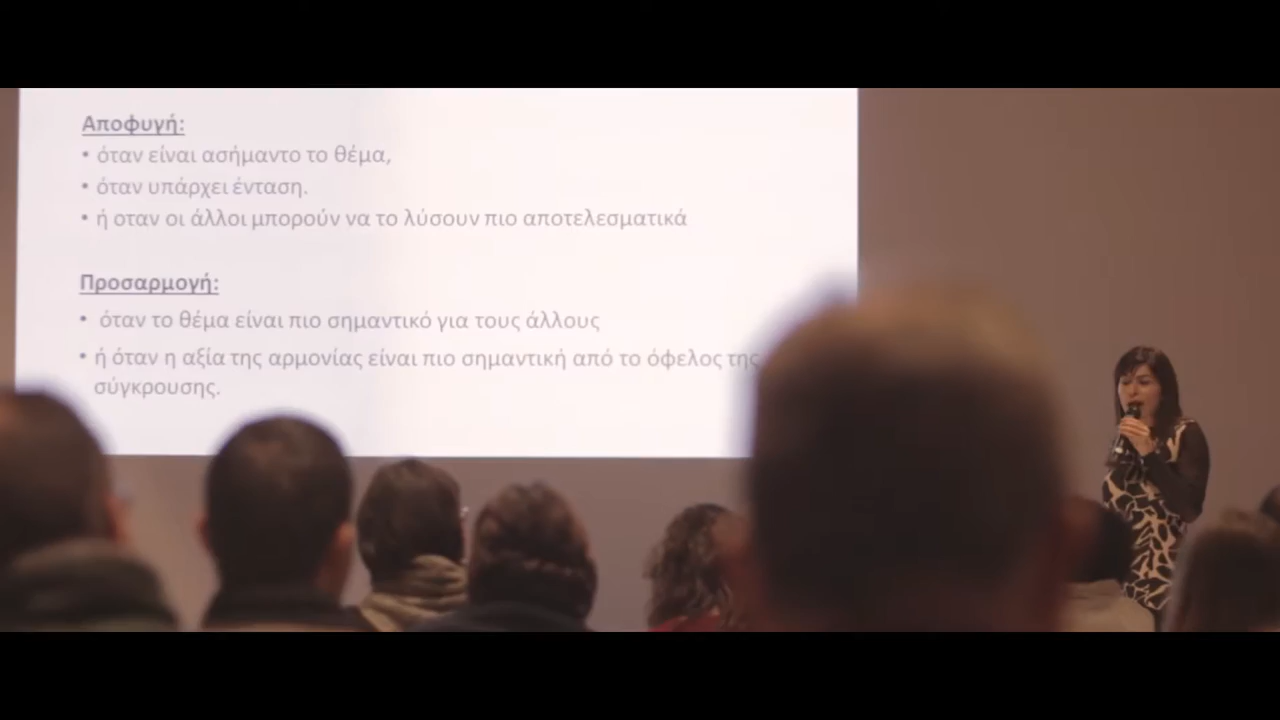 Αποφυγή:
• όταν είναι ασήμαντο το θέμα,
• όταν υπάρχει ένταση.
• ή οταν οι άλλοι μπορούν να το λύσουν πιο αποτελεσματικά
Προσαρμογή:
• όταν το θέμα είναι πιο σημαντικό για τους άλλους
• ή όταν η αξία της αρμονίας είναι πιο σημαντική από το όφελος της
σύγκρουσης.